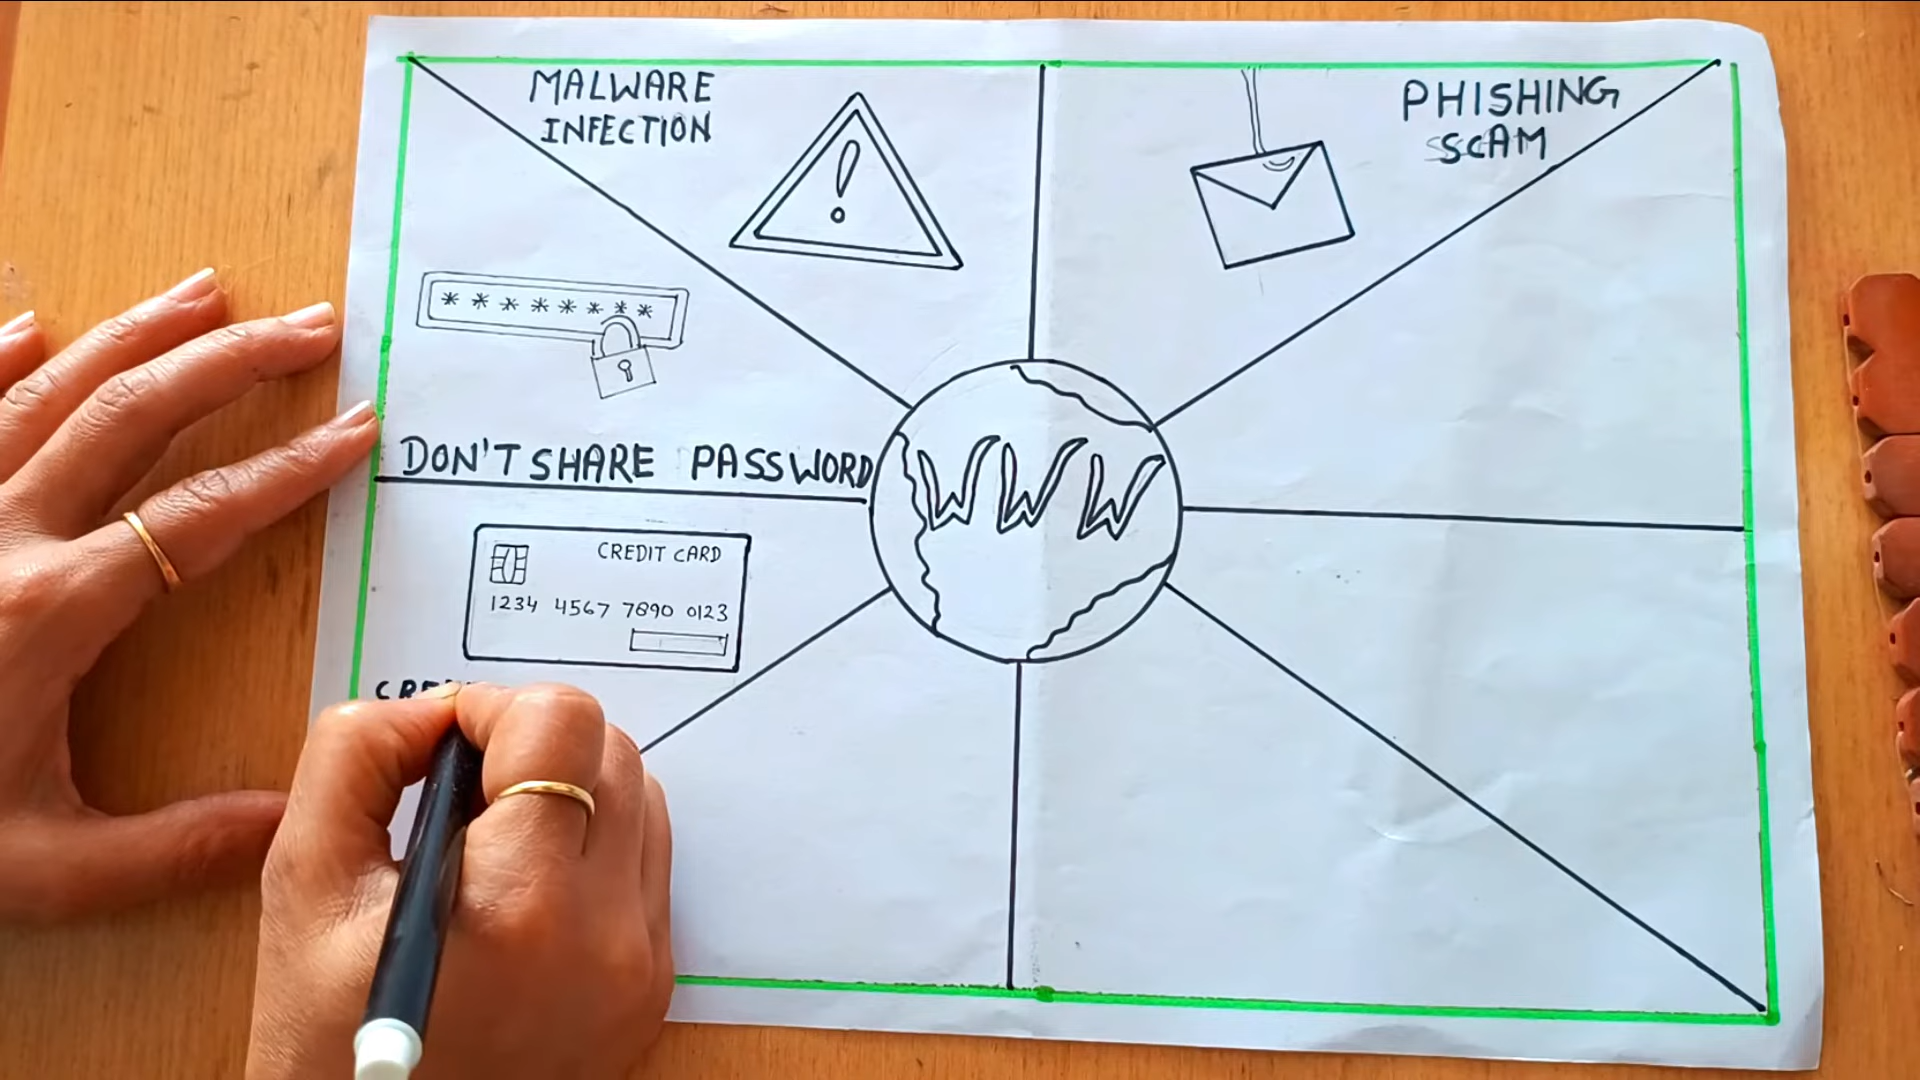 MALWARE
INFECTION
PHISHING
SCAM
* * * * * * * *
DON'T SHARE PASSWORD
WWW
CREDIT CARD
1234 4567 7890 0123